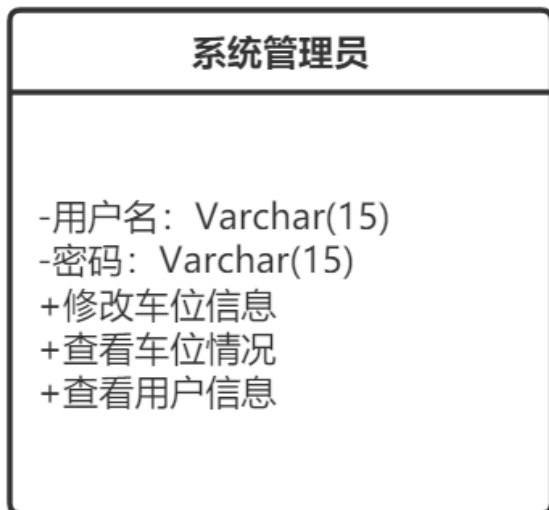 系统管理员
-用户名：Varchar(15)
-密码：Varchar(15)
+修改车位信息
+查看车位情况
+查看用户信息